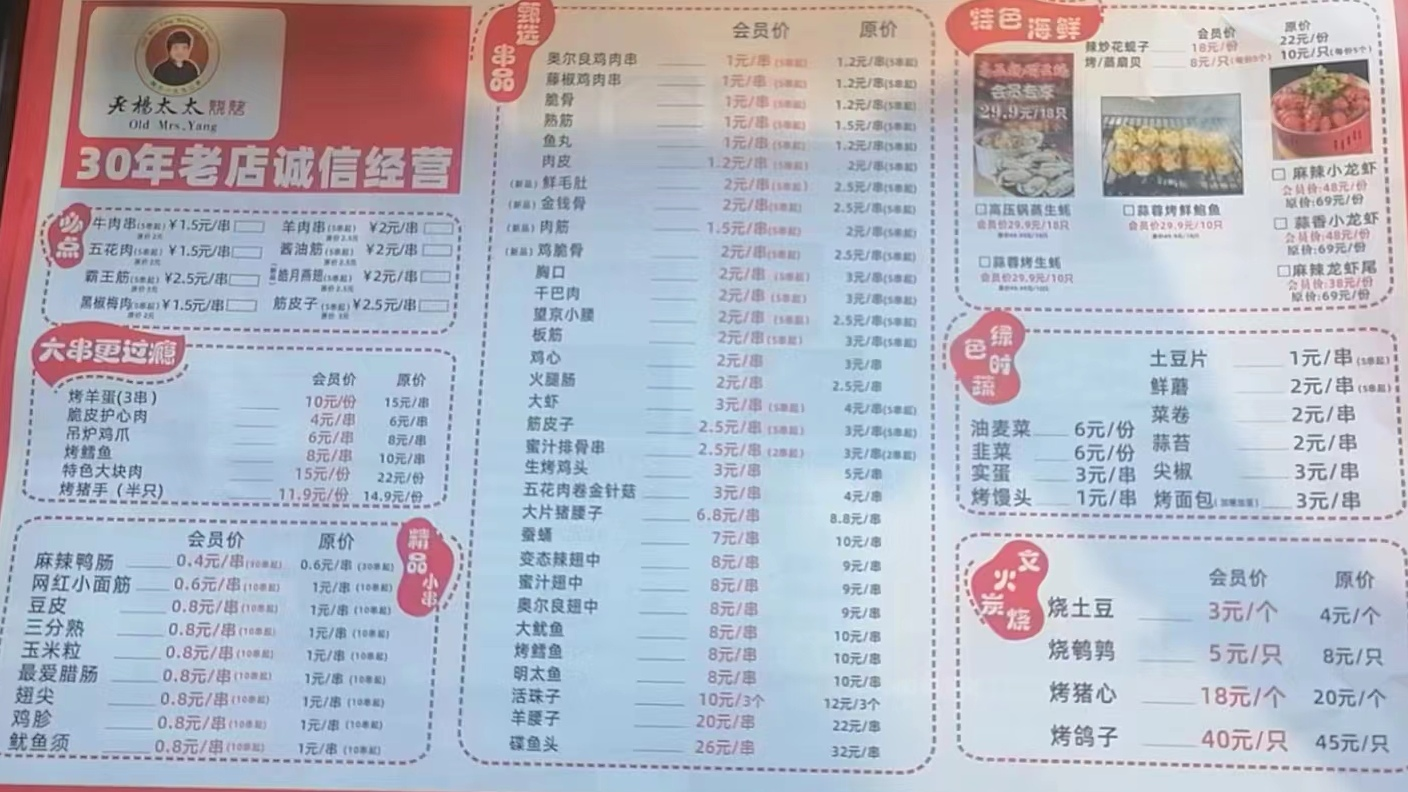 老杨太太烧烤
Old Mrs.Yang
30年老店诚信经营
必点
牛肉串(5串起) ¥1.5元/串 羊肉串(5串起) ¥2元/串
原价2元 原价2.5元
五花肉(5串起) ¥1.5元/串 酱油筋(5串起) ¥2元/串
霸王筋(5串起) ¥2.5元/串 (新品)皓月燕翅(5串起) ¥2元/串
黑椒梅肉(5串起) ¥1.5元/串 筋皮子(5串起) ¥2.5元/串
大串更过瘾
会员价 原价
烤羊蛋(3串) 10元/份 15元/串
脆皮护心肉 4元/串 6元/串
吊炉鸡爪 6元/串 8元/串
烤鳕鱼 8元/串 10元/串
特色大块肉 15元/份 22元/份
烤猪手（半只） 11.9元/份 14.9元/份
精品小串
会员价 原价
麻辣鸭肠 0.4元/串(30串起) 0.6元/串(30串起)
网红小面筋 0.6元/串(10串起) 1元/串(10串起)
豆皮 0.8元/串(10串起) 1元/串(10串起)
三分熟 0.8元/串(10串起) 1元/串(10串起)
玉米粒 0.8元/串(10串起) 1元/串(10串起)
最爱腊肠 0.8元/串(10串起) 1元/串(10串起)
翅尖 0.8元/串(10串起) 1元/串(10串起)
鸡胗 0.8元/串(10串起) 1元/串(10串起)
鱿鱼须 0.8元/串(10串起) 1元/串(10串起)
甄选串品
会员价 原价
奥尔良鸡肉串 1元/串(5串起) 1.2元/串(5串起)
藤椒鸡肉串 1元/串(5串起) 1.2元/串(5串起)
脆骨 1元/串(5串起) 1.2元/串(5串起)
熟筋 1元/串(5串起) 1.5元/串(5串起)
鱼丸 1元/串(5串起) 1.2元/串(5串起)
肉皮 1.2元/串(5串起) 2元/串(5串起)
(新品)鲜毛肚 2元/串(5串起) 2.5元/串(5串起)
(新品)金钱骨 2元/串(5串起) 2.5元/串(5串起)
(新品)肉筋 1.5元/串(5串起) 2元/串(5串起)
(新品)鸡脆骨 2元/串(5串起) 2.5元/串(5串起)
胸口 2元/串(5串起) 3元/串(5串起)
干巴肉 2元/串(5串起) 3元/串(5串起)
望京小腰 2元/串(5串起) 2.5元/串(5串起)
板筋 2元/串(5串起) 3元/串(5串起)
鸡心 2元/串 3元/串
火腿肠 2元/串 2.5元/串
大虾 3元/串(5串起) 4元/串(5串起)
筋皮子 2.5元/串(5串起) 3元/串(5串起)
蜜汁排骨串 2.5元/串(2串起) 3元/串(2串起)
生烤鸡头 3元/串 5元/串
五花肉卷金针菇 3元/串 4元/串
大片猪腰子 6.8元/串 8.8元/串
蚕蛹 7元/串 10元/串
变态辣翅中 8元/串 9元/串
蜜汁翅中 8元/串 9元/串
奥尔良翅中 8元/串 9元/串
大鱿鱼 8元/串 10元/串
烤鳕鱼 8元/串 10元/串
明太鱼 8元/串 10元/串
活珠子 10元/3个 12元/3个
羊腰子 20元/串 22元/串
碟鱼头 26元/串 32元/串
特色海鲜
会员价 原价
辣炒花蚬子 18元/份 22元/份
烤/蒸扇贝 8元/只(每份5个) 10元/只(每份5个)
会员专享
29.9元/18只
□高压锅蒸生蚝
会员价29.9元/18只
□蒜蓉烤鲜鲍鱼
会员价29.9元/10只
□蒜蓉烤生蚝
会员价29.9元/10只
□ 麻辣小龙虾
会员价:48元/份
原价:69元/份
□ 蒜香小龙虾
会员价:48元/份
原价:69元/份
□麻辣龙虾尾
会员价:38元/份
原价:69元/份
绿色时蔬
油麦菜 6元/份
韭菜 6元/份
实蛋 3元/串
烤馒头 1元/串
土豆片 1元/串(5串起)
鲜蘑 2元/串(5串起)
菜卷 2元/串
蒜苔 2元/串
尖椒 3元/串
烤面包 3元/串
文火炭烧
会员价 原价
烧土豆 3元/个 4元/个
烧鹌鹑 5元/只 8元/只
烤猪心 18元/个 20元/个
烤鸽子 40元/只 45元/只